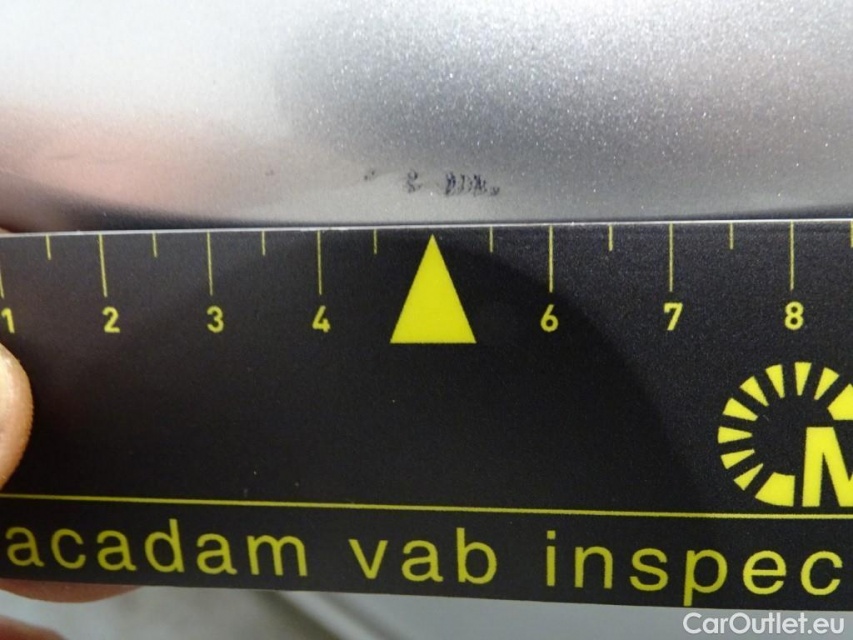 1 2 3 4 6 7 8
M
acadam vab inspec
CarOutlet.eu